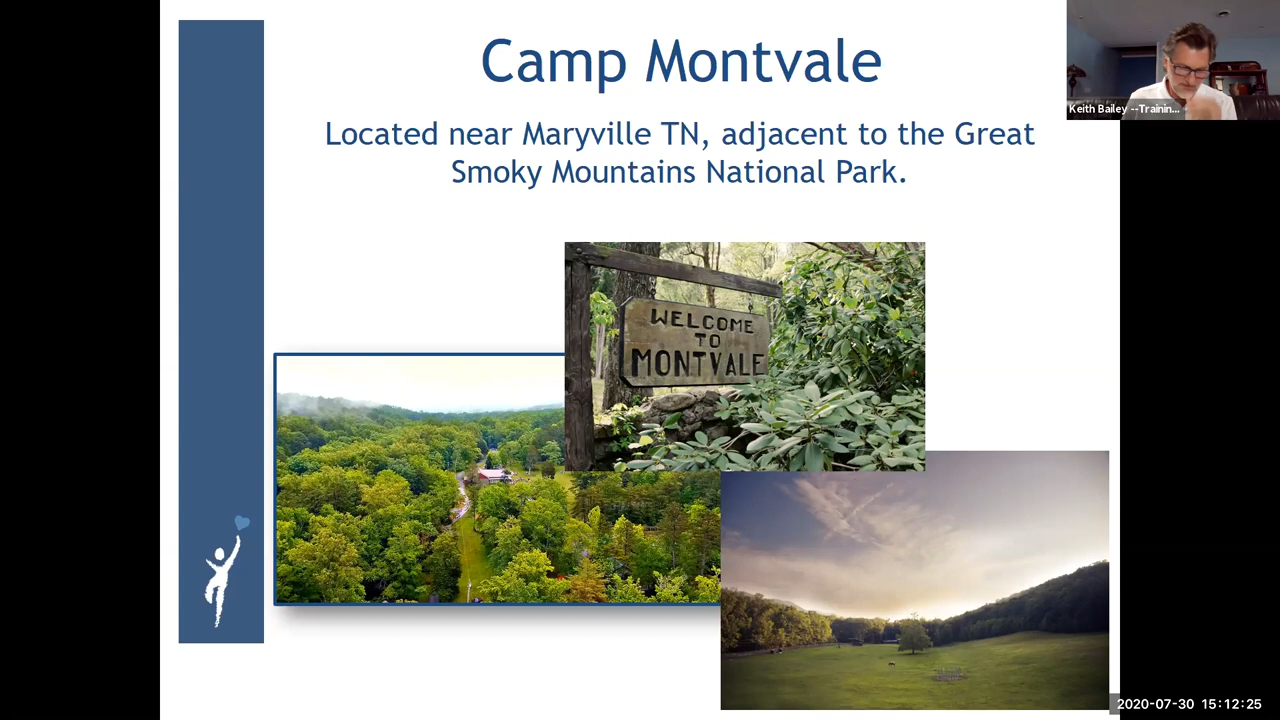 Camp Montvale
Keith Bailey --Trainin...
Located near Maryville TN, adjacent to the Great
Smoky Mountains National Park.
WELCOME
TO
MONTVALE
2020-07-30 15:12:25